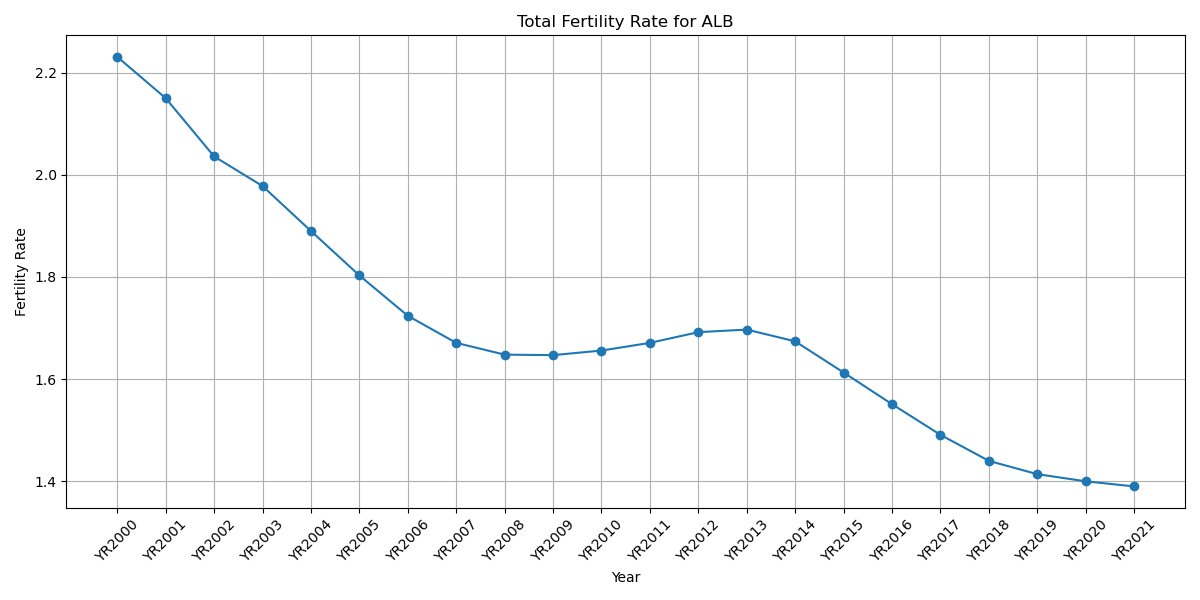 Total Fertility Rate for ALB
Fertility Rate
2.2
2.0
1.8
1.6
1.4
YR2000
YR2001
YR2002
YR2003
YR2004
YR2005
YR2006
YR2007
YR2008
YR2009
YR2010
YR2011
YR2012
YR2013
YR2014
YR2015
YR2016
YR2017
YR2018
YR2019
YR2020
YR2021
Year